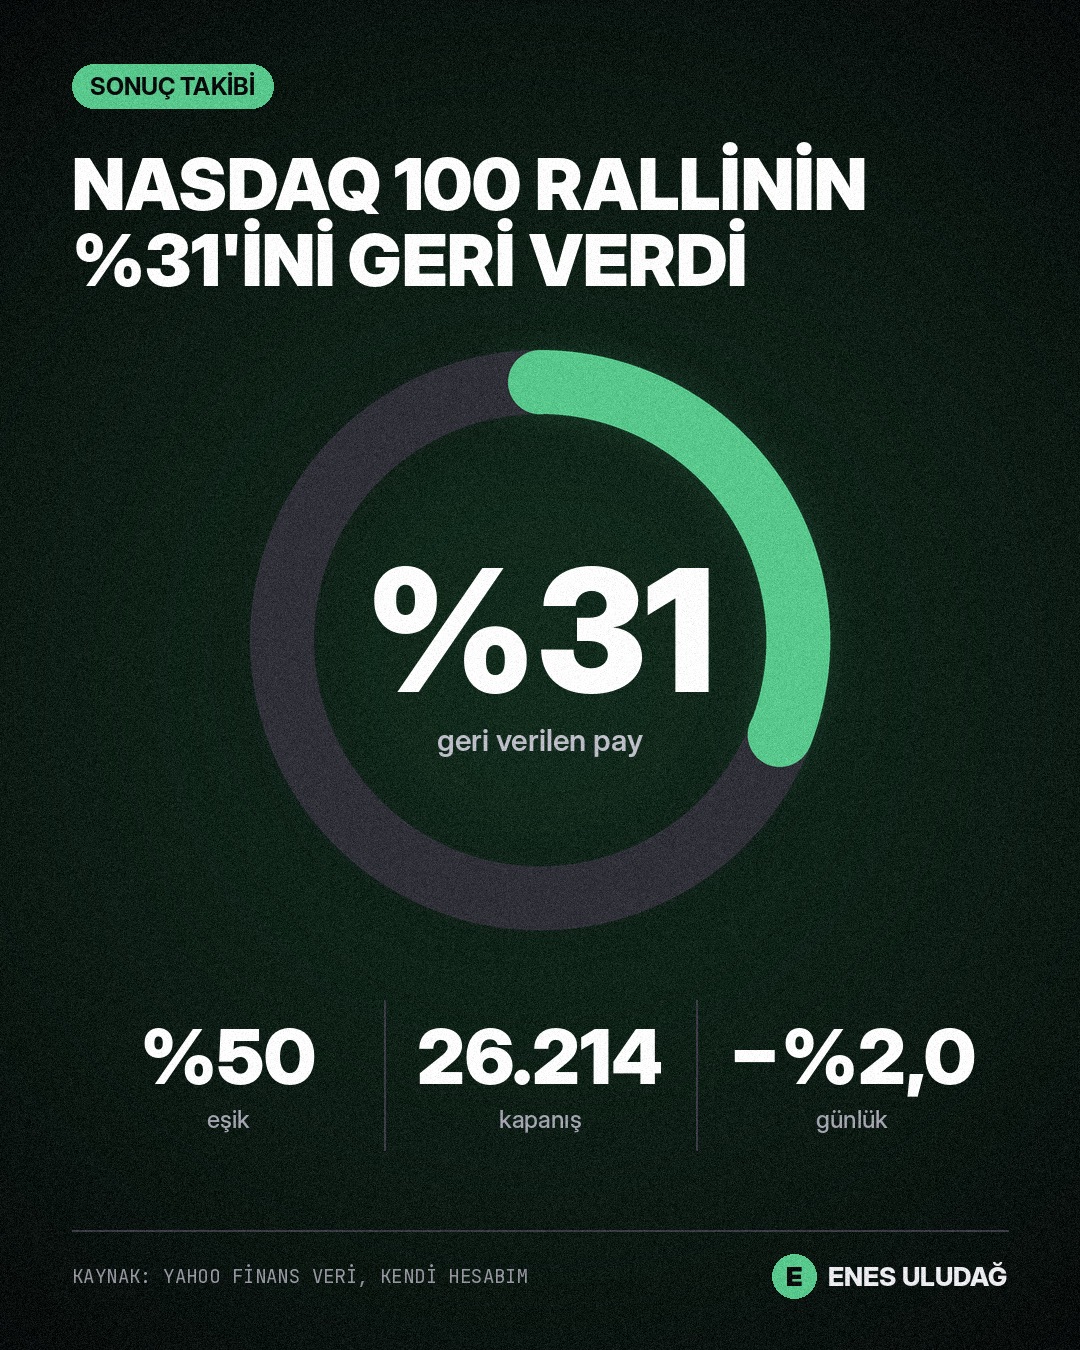 SONUÇ TAKİBİ
NASDAQ 100 RALLİNİN
%31'İNİ GERİ VERDİ
%31
geri verilen pay
%50
eşik
26.214
kapanış
−%2,0
günlük
KAYNAK: YAHOO FİNANS VERİ, KENDİ HESABIM
E ENES ULUDAĞ